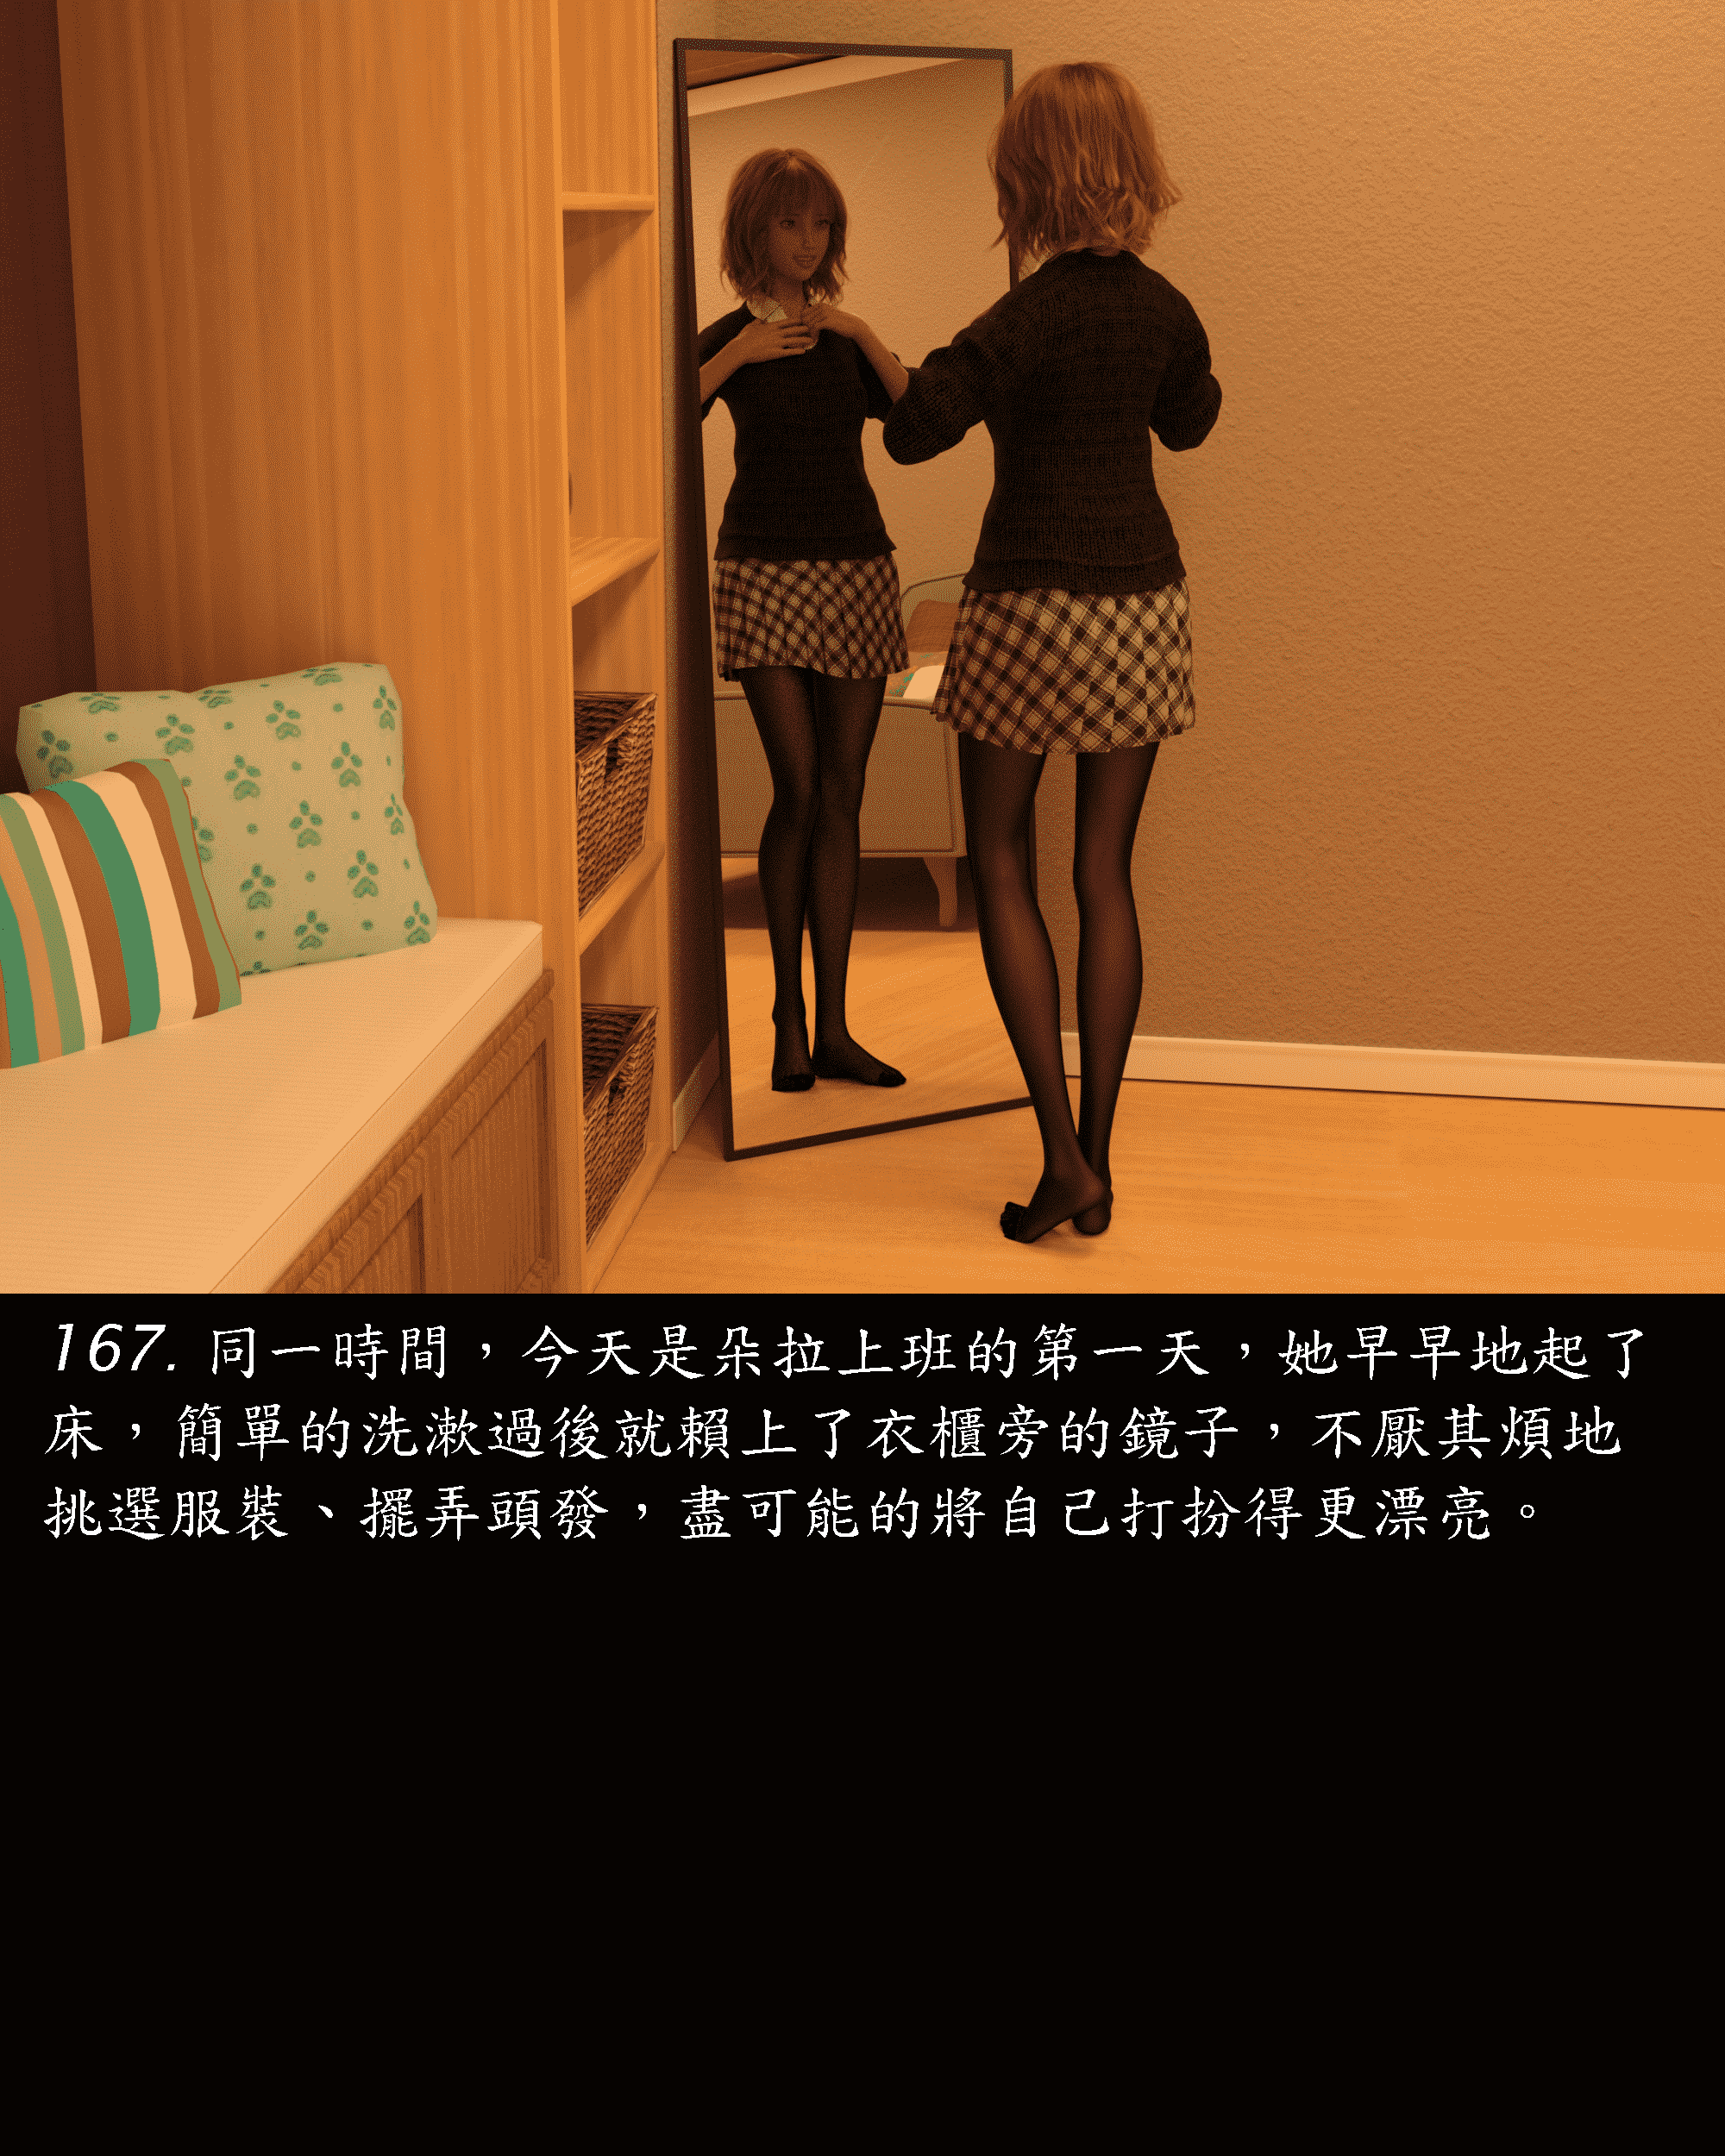 167. 同一時間，今天是朵拉上班的第一天，她早早地起了
床，簡單的洗漱過後就賴上了衣櫃旁的鏡子，不厭其煩地
挑選服裝、擺弄頭發，盡可能的將自己打扮得更漂亮。